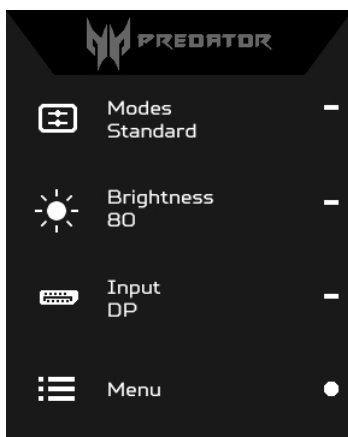 PREDATOR
Modes
Standard
Brightness
80
Input
DP
Menu